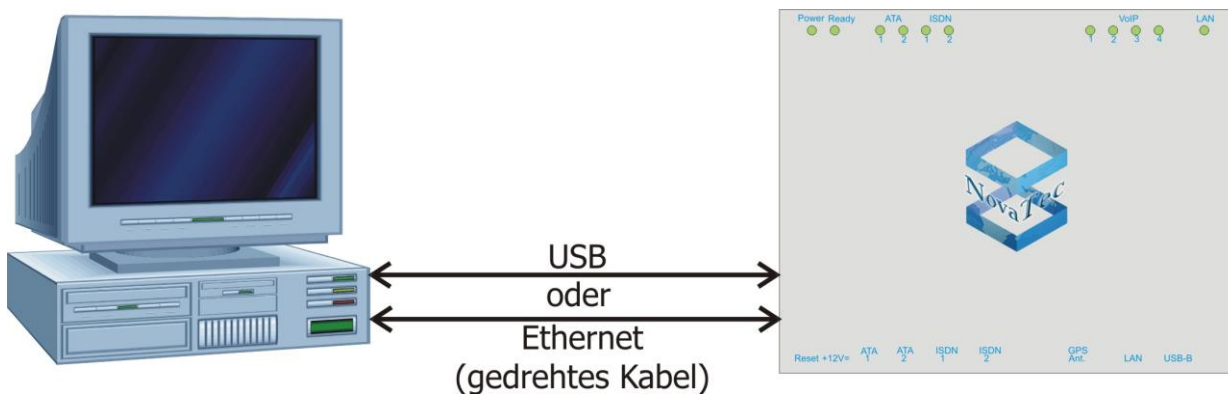 Power Ready ATA ISDN VoIP LAN
1 2 1 2 1 2 3 4
NovaTec
USB
oder
Ethernet
(gedrehtes Kabel)
Reset +12V= ATA 1 ATA 2 ISDN 1 ISDN 2 GPS Ant. LAN USB-B